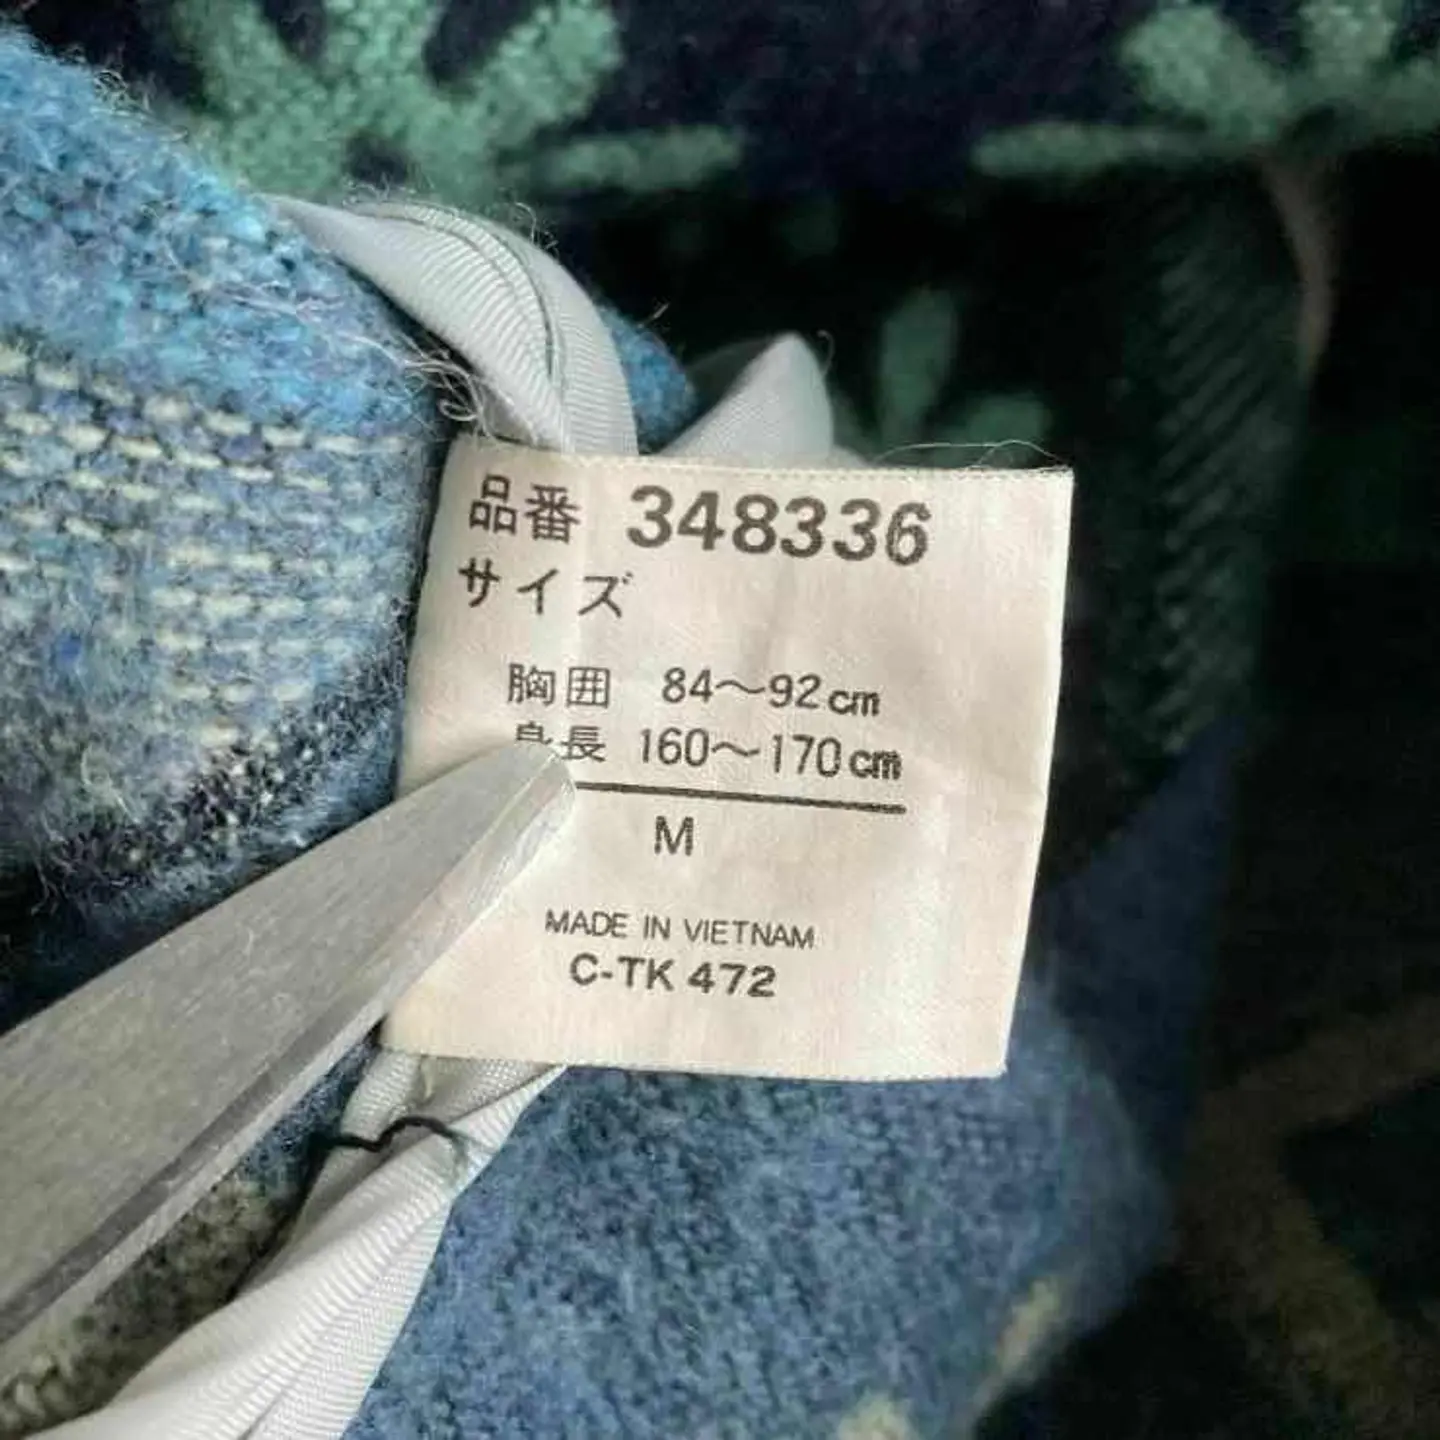 品番 348336
サイズ
胸囲 84～92cm
身長 160～170cm
M
MADE IN VIETNAM
C-TK 472